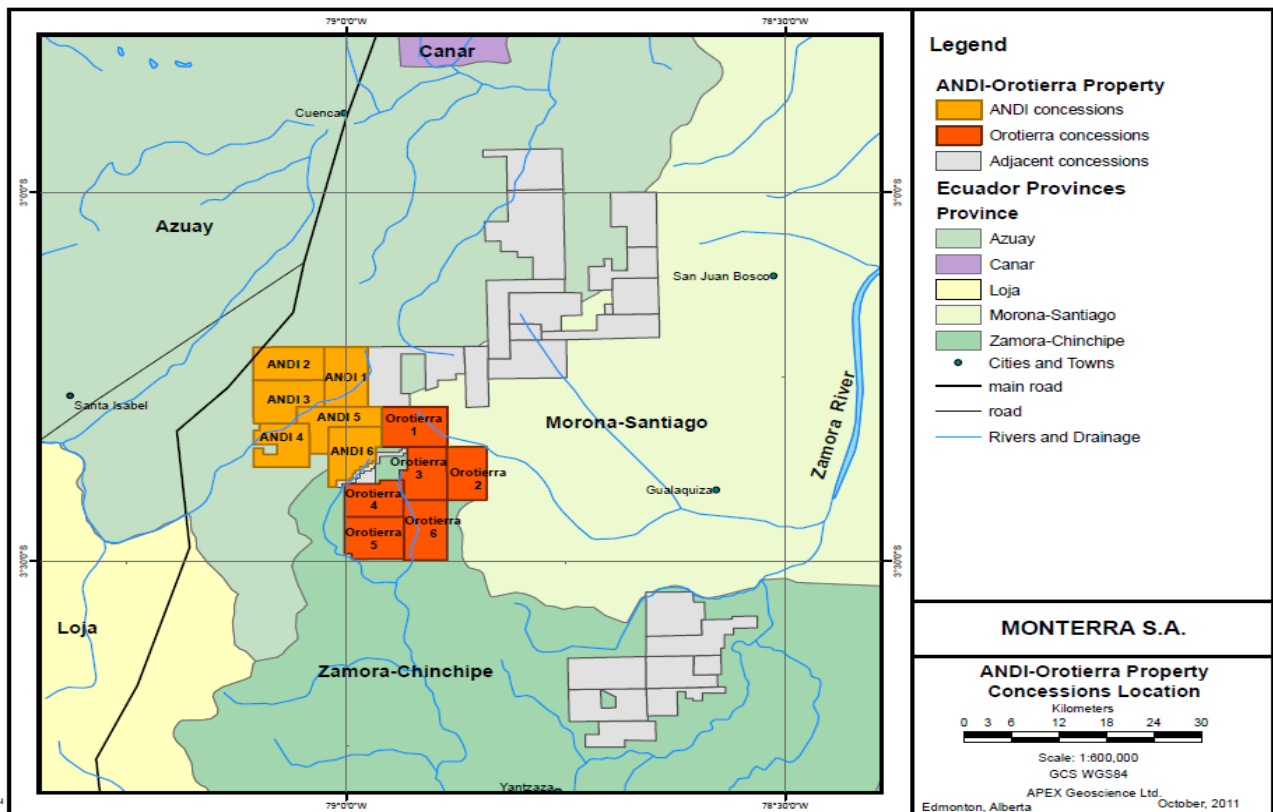 79°0'0"W
78°30'0"W
Canar
Cuenca
3°0'0"S
3°0'0"S
Azuay
San Juan Bosco
ANDI 2
ANDI 1
ANDI 3
Santa Isabel
ANDI 5
ANDI 4
ANDI 6
Orotierra
1
Morona-Santiago
Zamora River
Orotierra
3
Orotierra
2
Gualaquiza
Orotierra
4
Orotierra
6
Orotierra
5
3°30'0"S
3°30'0"S
Loja
Zamora-Chinchipe
Yantzaza
79°0'0"W
78°30'0"W
Legend
ANDI-Orotierra Property
ANDI concessions
Orotierra concessions
Adjacent concessions
Ecuador Provinces
Province
Azuay
Canar
Loja
Morona-Santiago
Zamora-Chinchipe
Cities and Towns
main road
road
Rivers and Drainage
MONTERRA S.A.
ANDI-Orotierra Property
Concessions Location
Kilometers
0 3 6 12 18 24 30
Scale: 1:600,000
GCS WGS84
APEX Geoscience Ltd.
Edmonton, Alberta October, 2011